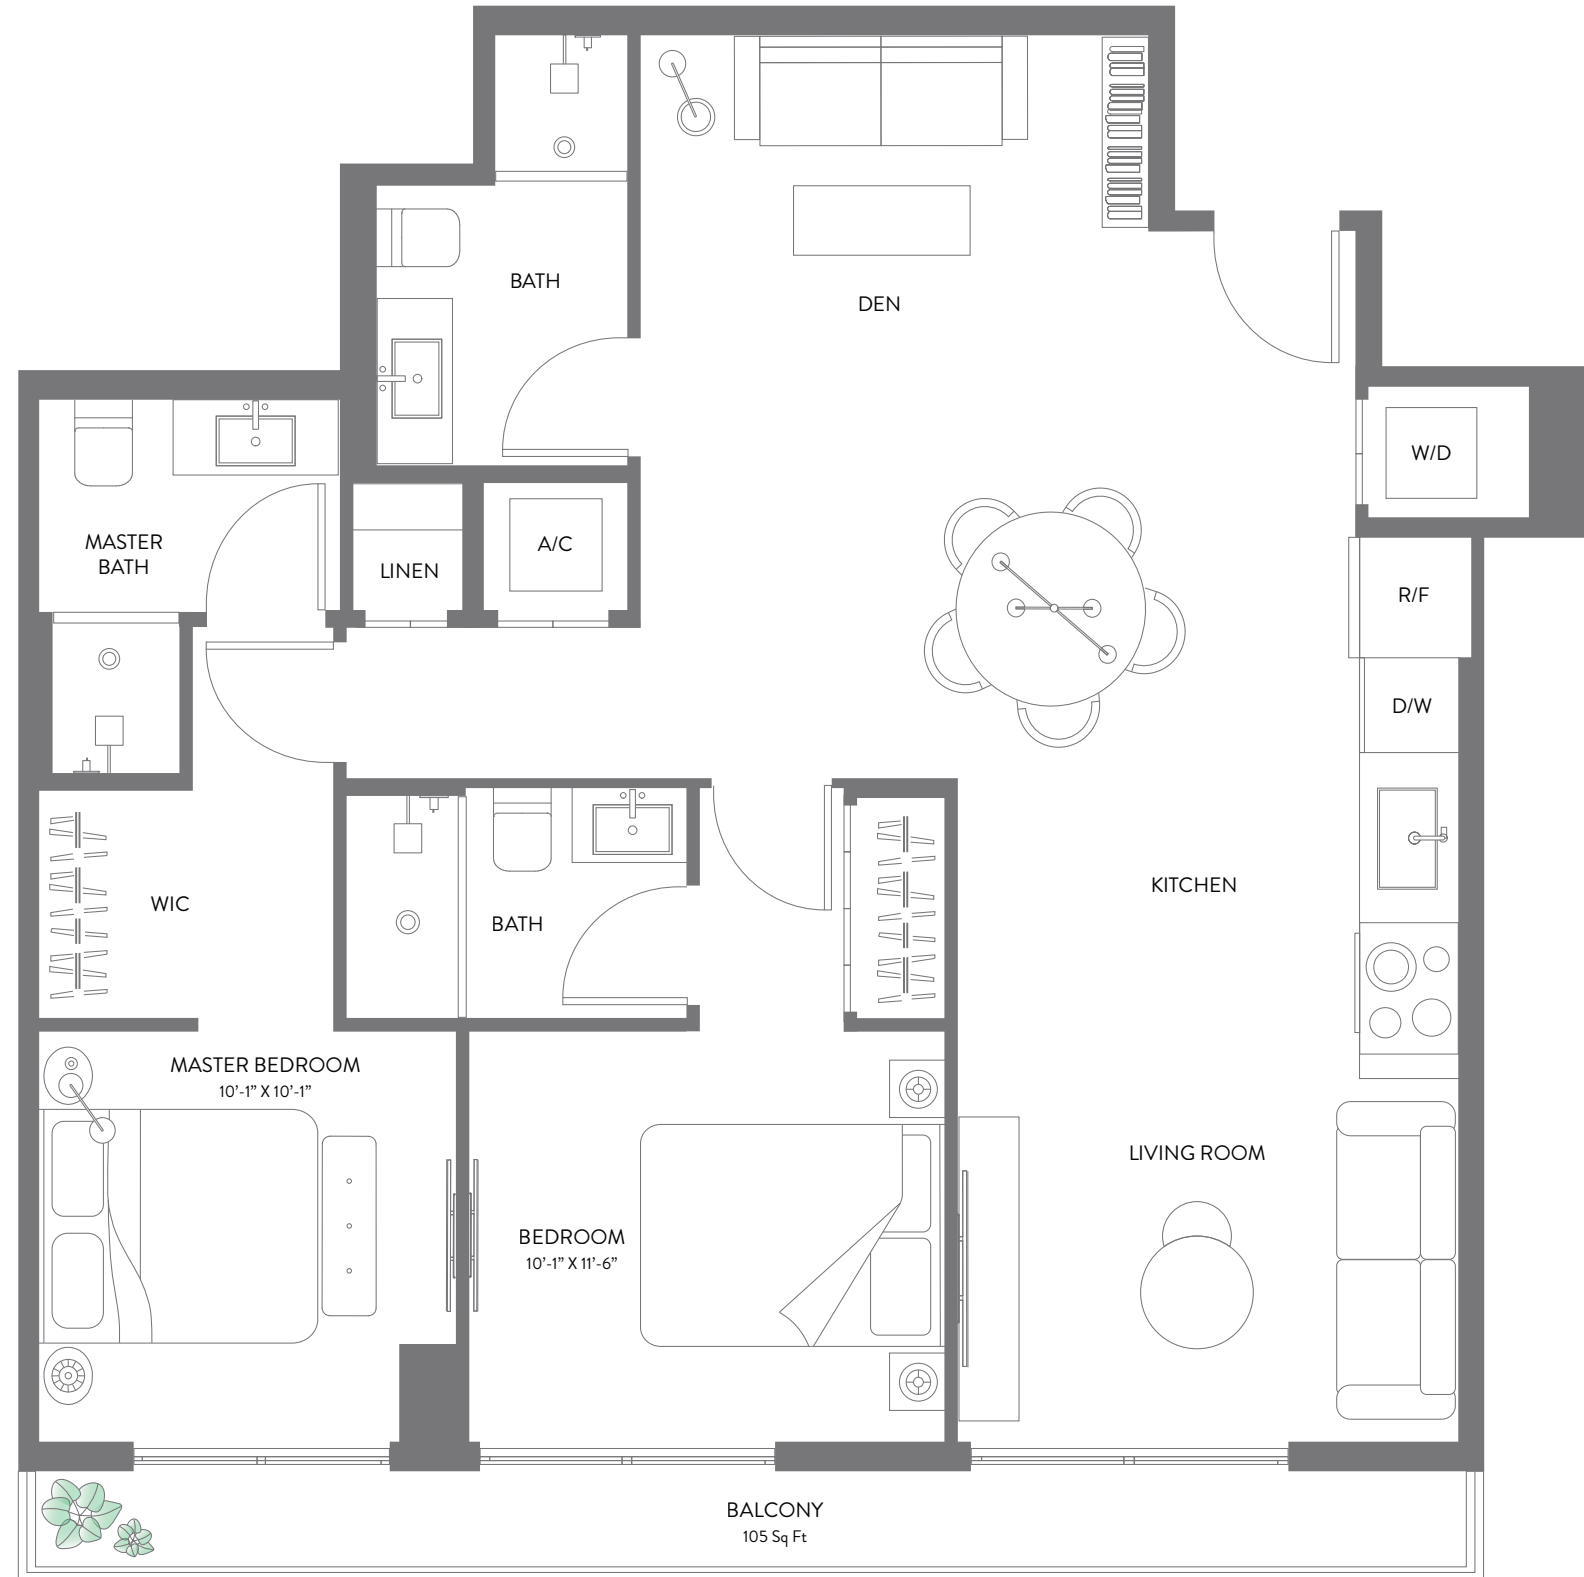 BATH
DEN
W/D
MASTER
BATH
LINEN
A/C
R/F
D/W
WIC
BATH
KITCHEN
MASTER BEDROOM
10’-1” X 10’-1”
LIVING ROOM
BEDROOM
10’-1” X 11’-6”
BALCONY
105 Sq Ft